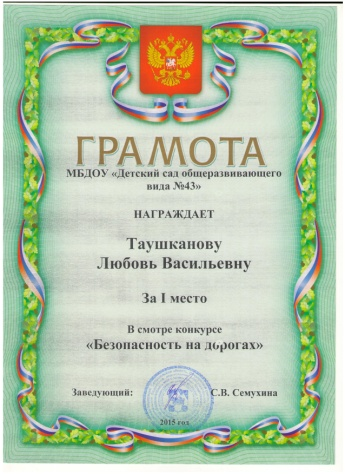 ГРАМОТА
МБДОУ «Детский сад общеразвивающего
вида №43»
НАГРАЖДАЕТ
Таушканову
Любовь Васильевну
За I место
В смотре конкурсе
«Безопасность на дорогах»
Заведующий: С.В. Семухина
2015 год